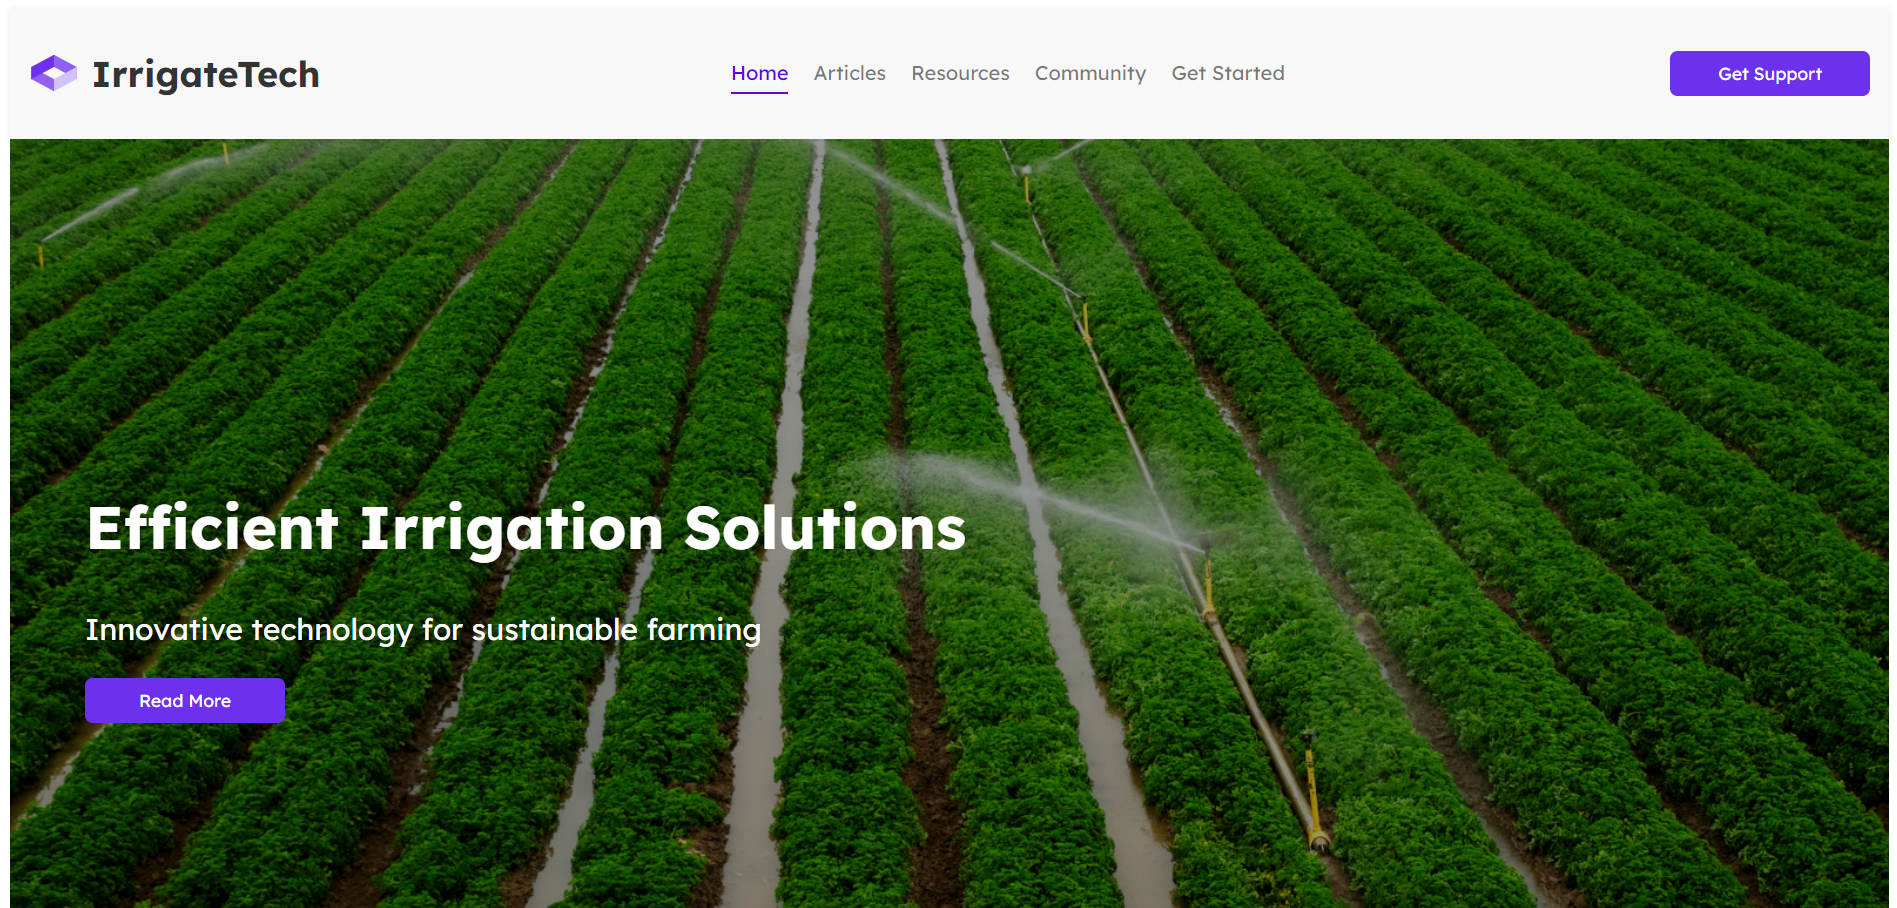 IrrigateTech
Home Articles Resources Community Get Started
Get Support
Efficient Irrigation Solutions
Innovative technology for sustainable farming
Read More